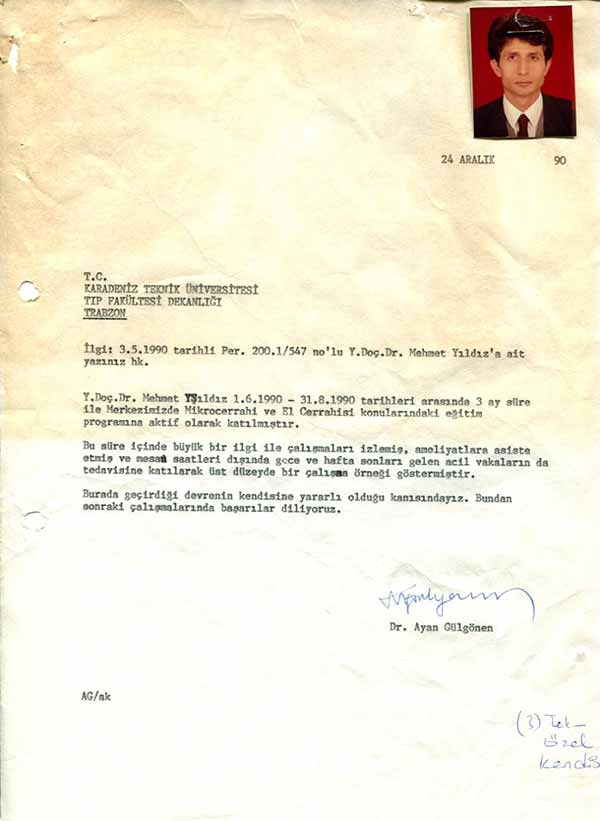 24 ARALIK 90
T.C.
KARADENİZ TEKNİK ÜNİVERSİTESİ
TIP FAKÜLTESİ DEKANLIĞI
TRABZON
İlgi: 3.5.1990 tarihli Per. 200.1/547 no'lu Y.Doç.Dr. Mehmet Yıldız'a ait
yazınız hk.
Y.Doç.Dr. Mehmet Yıldız 1.6.1990 - 31.8.1990 tarihleri arasında 3 ay süre
ile Merkezimizde Mikrocerrahi ve El Cerrahisi konularındaki eğitim
programına aktif olarak katılmıştır.
Bu süre içinde büyük bir ilgi ile çalışmaları izlemiş, ameliyatlara asiste
etmiş ve mesai saatleri dışında gece ve hafta sonları gelen acil vakaların da
tedavisine katılarak üst düzeyde bir çalışma örneği göstermiştir.
Burada geçirdiği devrenin kendisine yararlı olduğu kanısındayız. Bundan
sonraki çalışmalarında başarılar diliyoruz.
Dr. Ayan Gülgönen
AG/ak
(3) Tek-
özel
Kendis